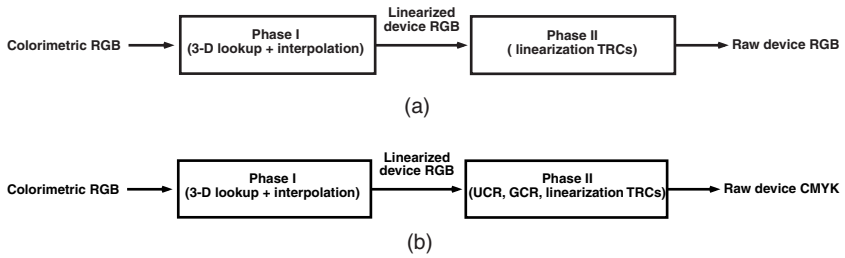 Colorimetric RGB
Phase I
(3-D lookup + interpolation)
Linearized
device RGB
Phase II
( linearization TRCs)
Raw device RGB
(a)
Colorimetric RGB
Phase I
(3-D lookup + interpolation)
Linearized
device RGB
Phase II
(UCR, GCR, linearization TRCs)
Raw device CMYK
(b)